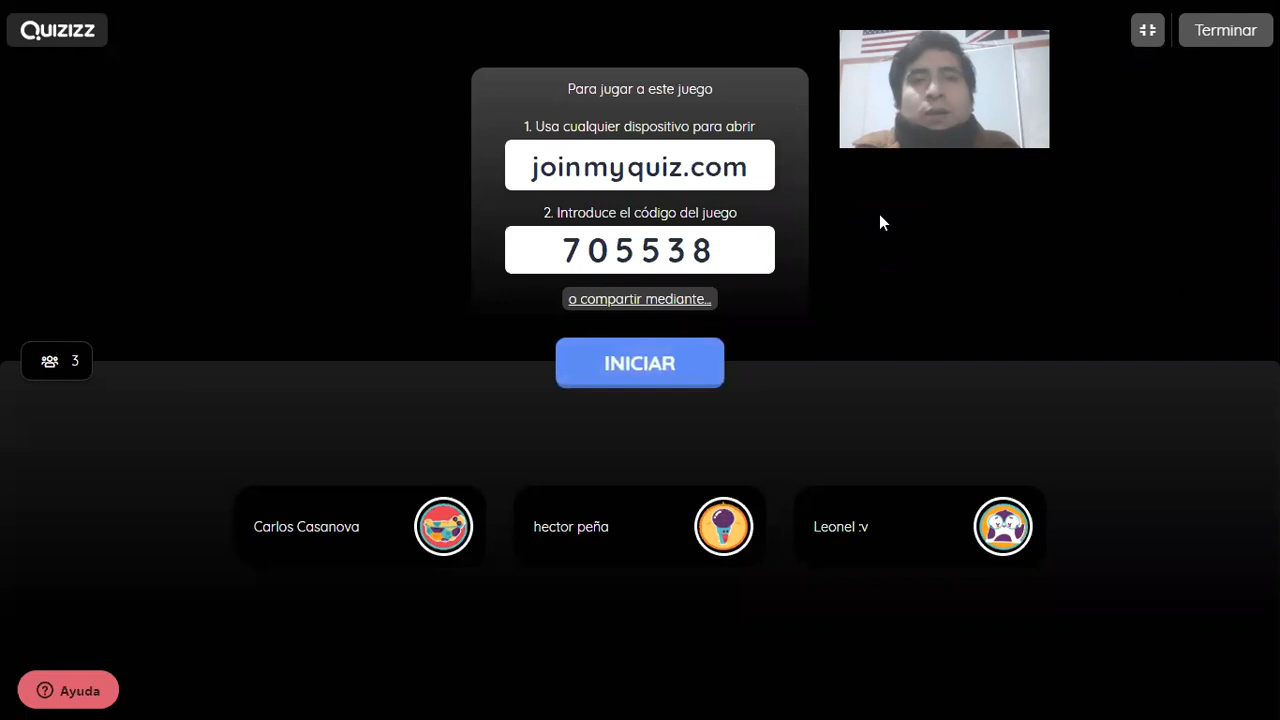 Quizizz
Terminar
Para jugar a este juego
1. Usa cualquier dispositivo para abrir
joinmyquiz.com
2. Introduce el código del juego
705538
o compartir mediante...
3
INICIAR
Carlos Casanova
hector peña
Leonel :v
Ayuda